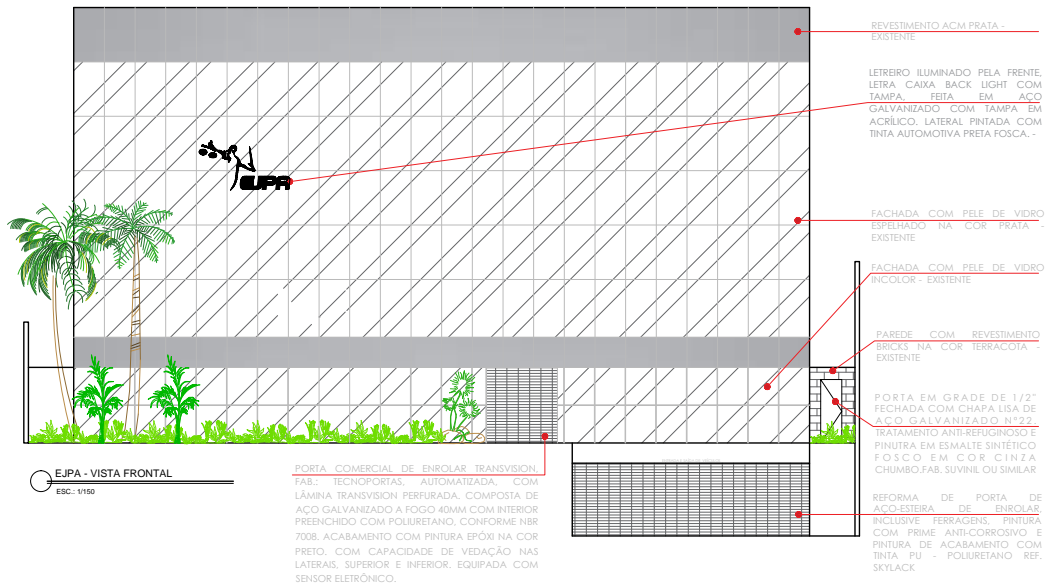 REVESTIMENTO ACM PRATA -
EXISTENTE
LETREIRO ILUMINADO PELA FRENTE,
LETRA CAIXA BACK LIGHT COM
TAMPA, FEITA EM AÇO
GALVANIZADO COM TAMPA EM
ACRÍLICO. LATERAL PINTADA COM
TINTA AUTOMOTIVA PRETA FOSCA. -
EJPA
FACHADA COM PELE DE VIDRO
ESPELHADO NA COR PRATA -
EXISTENTE
FACHADA COM PELE DE VIDRO
INCOLOR - EXISTENTE
PAREDE COM REVESTIMENTO
BRICKS NA COR TERRACOTA -
EXISTENTE
PORTA EM GRADE DE 1/2"
FECHADA COM CHAPA LISA DE
AÇO GALVANIZADO N°22.
TRATAMENTO ANTI-REFUGINOSO E
PINUTRA EM ESMALTE SINTÉTICO
FOSCO EM COR CINZA
CHUMBO.FAB. SUVINIL OU SIMILAR
EJPA - VISTA FRONTAL
ESC.: 1/150
PORTA COMERCIAL DE ENROLAR TRANSVISION,
FAB.: TECNOPORTAS, AUTOMATIZADA, COM
LÂMINA TRANSVISION PERFURADA, COMPOSTA DE
AÇO GALVANIZADO A FOGO 40MM COM INTERIOR
PREENCHIDO COM POLIURETANO, CONFORME NBR
7008. ACABAMENTO COM PINTURA EPÓXI NA COR
PRETO. COM CAPACIDADE DE VEDAÇÃO NAS
LATERAIS, SUPERIOR E INFERIOR. EQUIPADA COM
SENSOR ELETRÔNICO.
REFORMA DE PORTA DE
AÇO-ESTEIRA DE ENROLAR,
INCLUSIVE FERRAGENS, PINTURA
COM PRIME ANTI-CORROSIVO E
PINTURA DE ACABAMENTO COM
TINTA PU - POLIURETANO REF.
SKYLACK